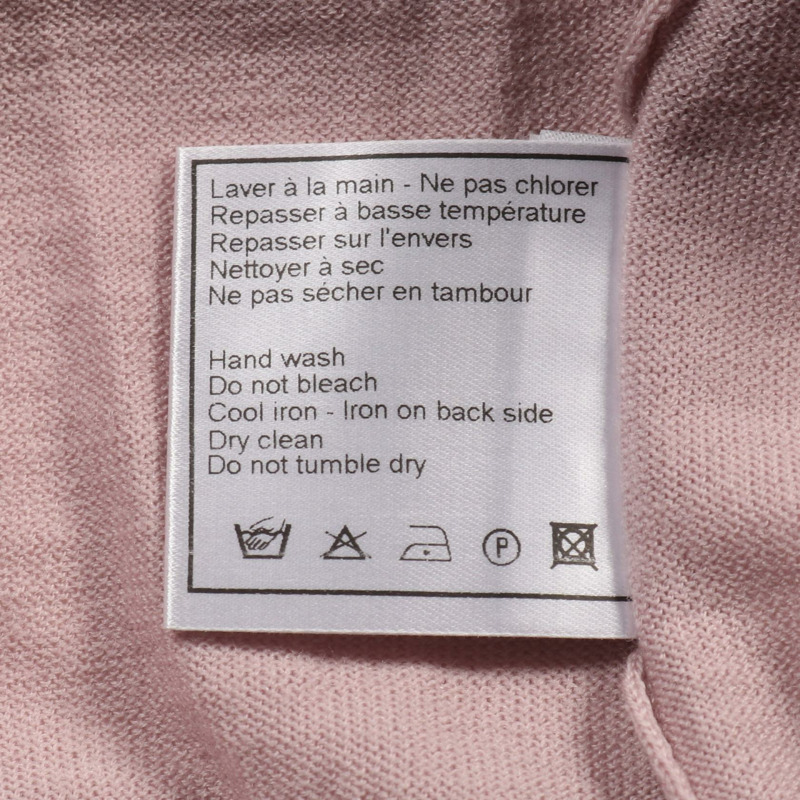 Laver à la main - Ne pas chlorer
Repasser à basse température
Repasser sur l'envers
Nettoyer à sec
Ne pas sécher en tambour
Hand wash
Do not bleach
Cool iron - Iron on back side
Dry clean
Do not tumble dry
P